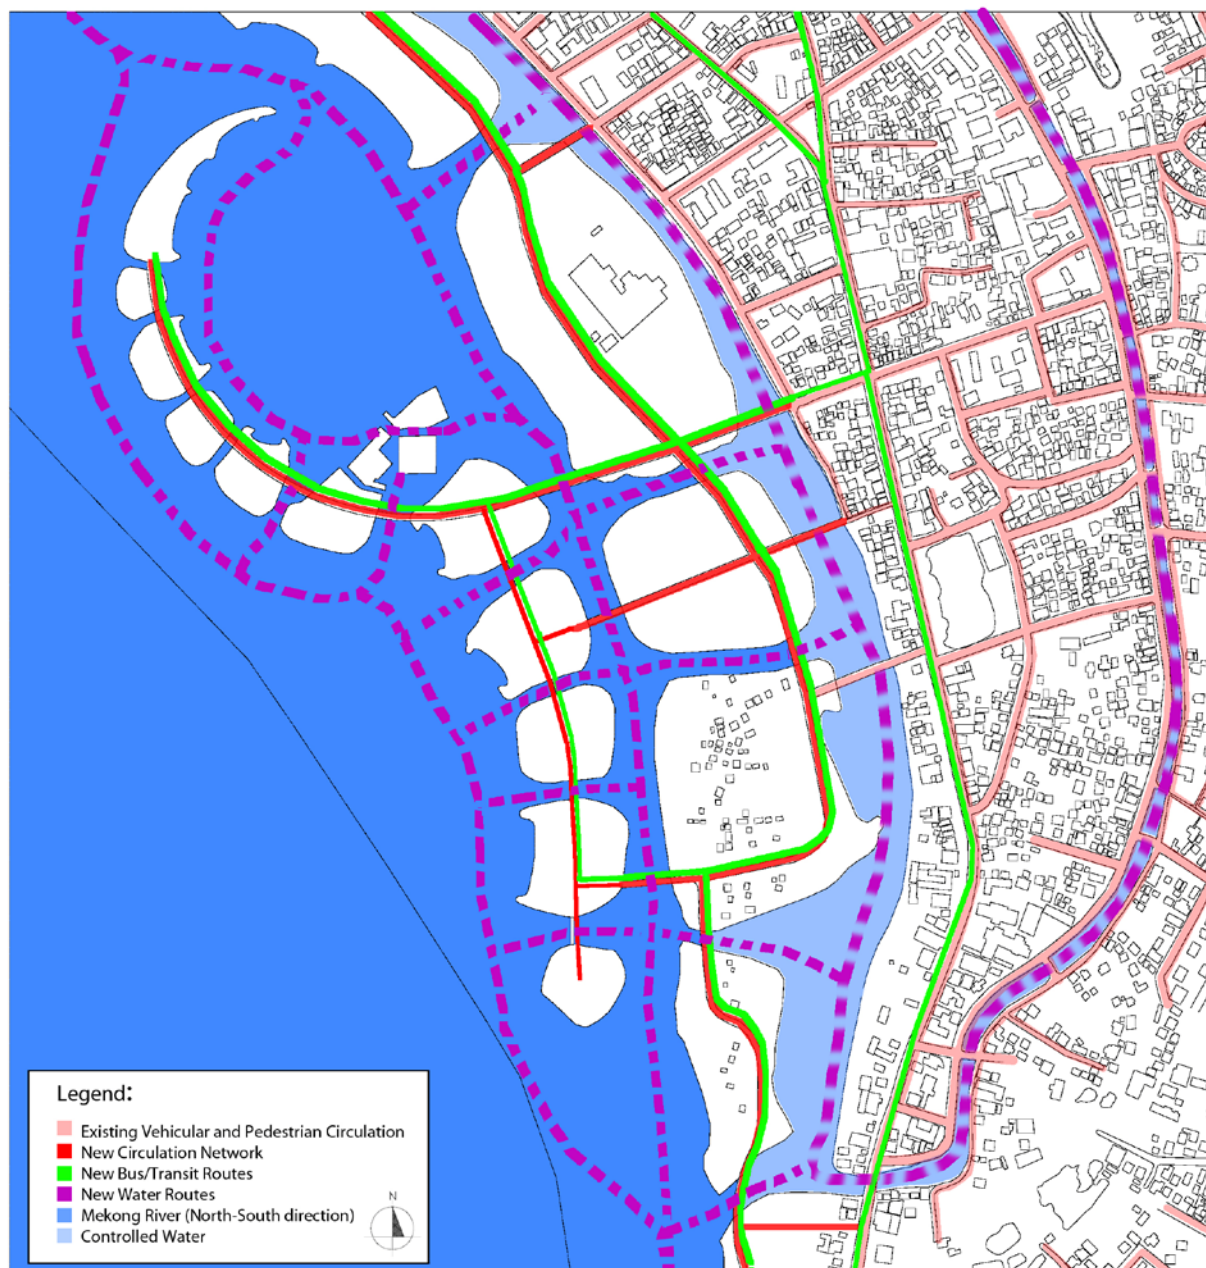 Legend:
Existing Vehicular and Pedestrian Circulation
New Circulation Network
New Bus/Transit Routes
New Water Routes
N
Mekong River (North-South direction)
Controlled Water